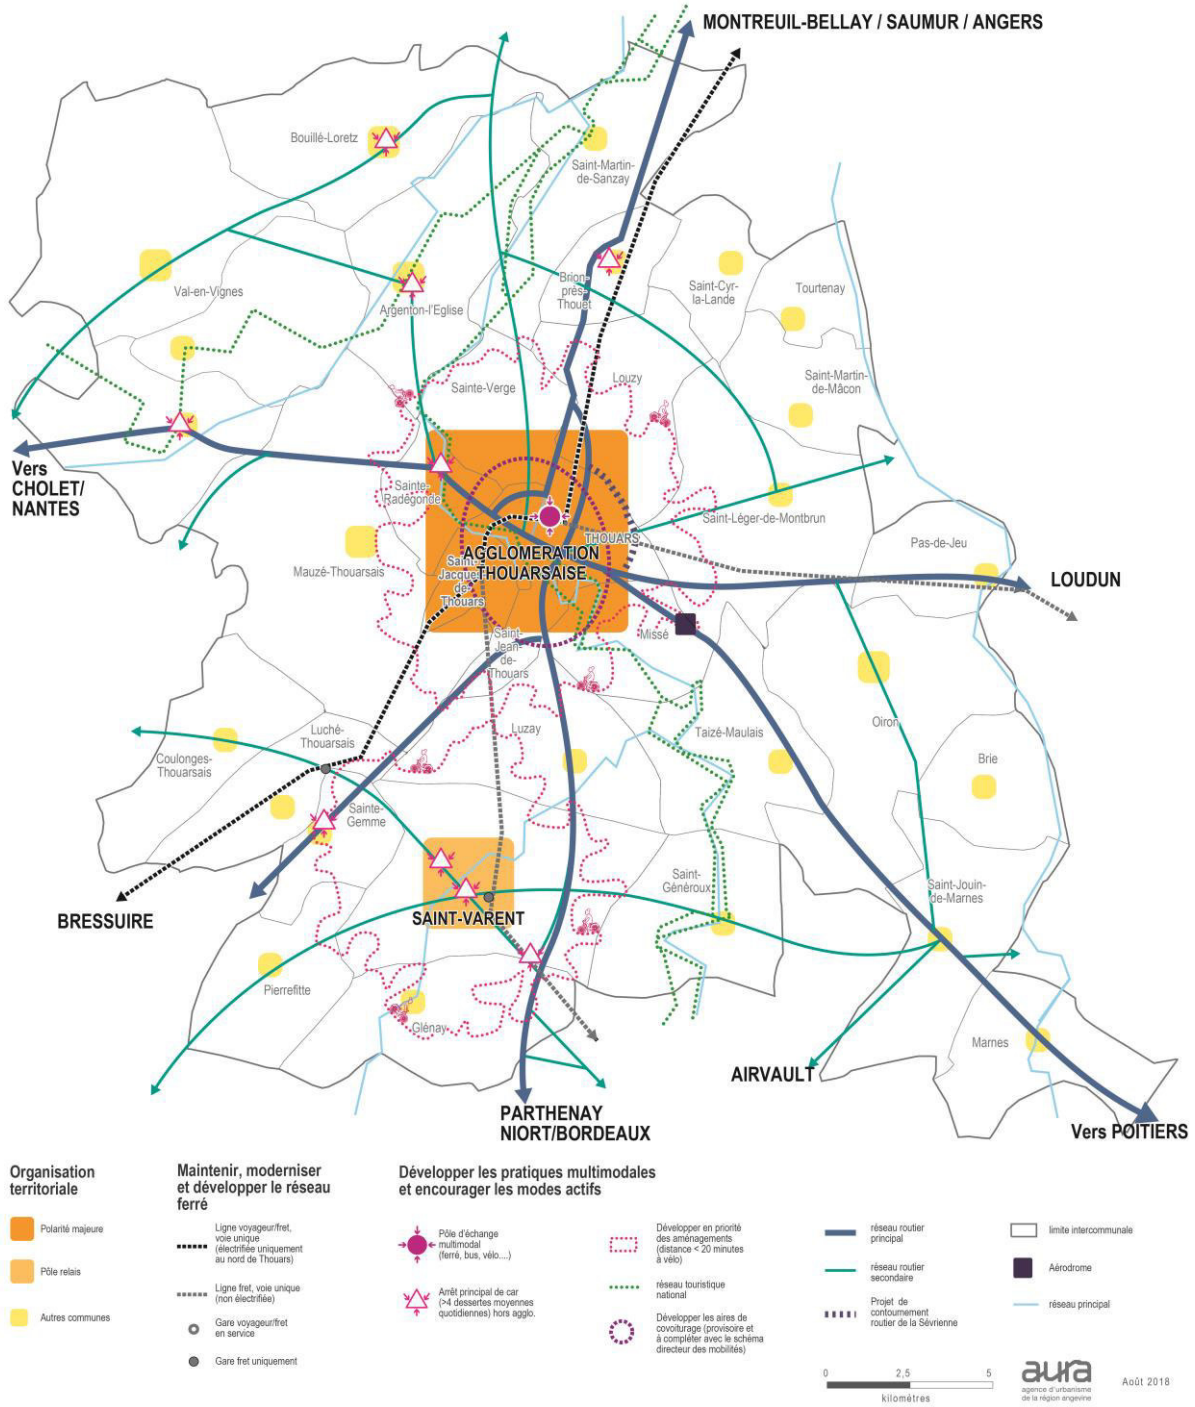 MONTREUIL-BELLAY / SAUMUR / ANGERS
Bouillé-Loretz
Saint-Martin-
de-Sanzay
Val-en-Vignes
Argenton-l'Eglise
Brion-
près-
Thouet
Saint-Cyr-
la-Lande
Tourtenay
Sainte-Verge
Louzy
Saint-Martin-
de-Mâcon
Vers
CHOLET/
NANTES
Sainte-
Radégonde
Saint-Léger-de-Montbrun
THOUARS
AGGLOMERATION
THOUARSAISE
Pas-de-Jeu
LOUDUN
Mauzé-Thouarsais
Saint-
Jacques-
de-
Thouars
Missé
Saint-
Jean-
de-
Thouars
Luzay
Taizé-Maulais
Oiron
Brie
Luché-
Thouarsais
Coulonges-
Thouarsais
Sainte-
Gemme
BRESSUIRE
SAINT-VARENT
Saint-
Généroux
Saint-Jouin-
de-Marnes
Pierrefitte
Glénay
Marnes
AIRVAULT
PARTHENAY
NIORT/BORDEAUX
Vers POITIERS
Organisation
territoriale
Polarité majeure
Pôle relais
Autres communes
Maintenir, moderniser
et développer le réseau
ferré
Ligne voyageur/fret,
voie unique
(électrifiée uniquement
au nord de Thouars)
Ligne fret, voie unique
(non électrifiée)
Gare voyageur/fret
en service
Gare fret uniquement
Développer les pratiques multimodales
et encourager les modes actifs
Pôle d'échange
multimodal
(ferré, bus, vélo....)
Arrêt principal de car
(>4 dessertes moyennes
quotidiennes) hors agglo.
Développer en priorité
des aménagements
(distance < 20 minutes
à vélo)
réseau touristique
national
Développer les aires de
covoiturage (provisoire et
à compléter avec le schéma
directeur des mobilités)
réseau routier
principal
réseau routier
secondaire
Projet de
contournement
routier de la Sévrienne
limite intercommunale
Aérodrome
réseau principal
0 2,5 5
kilomètres
aura
agence d'urbanisme
de la région angevine
Août 2018